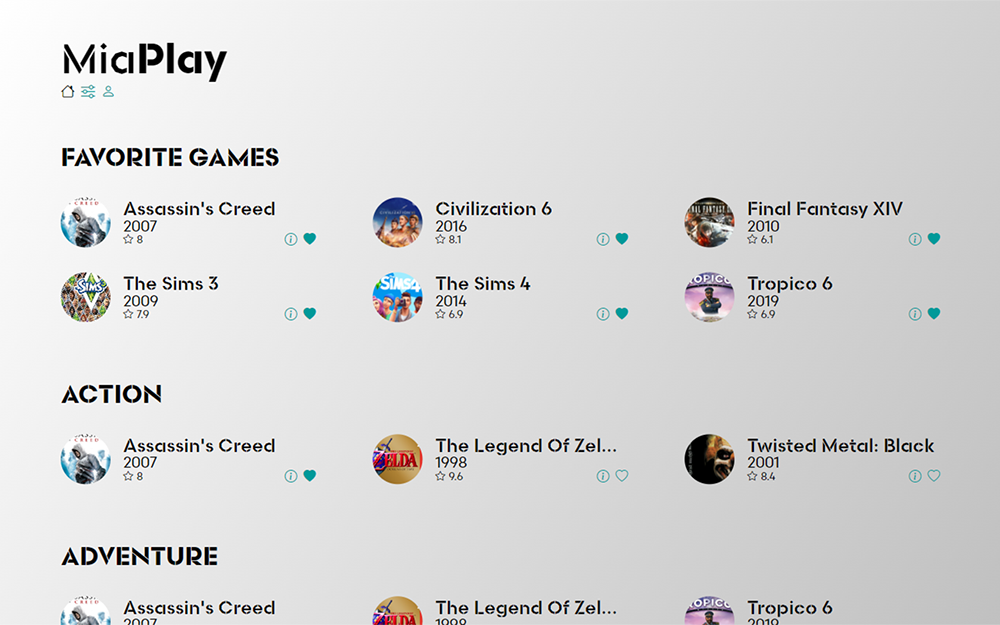 MiaPlay
FAVORITE GAMES
Assassin's Creed
2007
8
Civilization 6
2016
8.1
Final Fantasy XIV
2010
6.1
The Sims 3
2009
7.9
The Sims 4
2014
6.9
Tropico 6
2019
6.9
ACTION
Assassin's Creed
2007
8
The Legend Of Zel...
1998
9.6
Twisted Metal: Black
2001
8.4
ADVENTURE
Assassin's Creed
2007
The Legend Of Zel...
1998
Tropico 6
2019